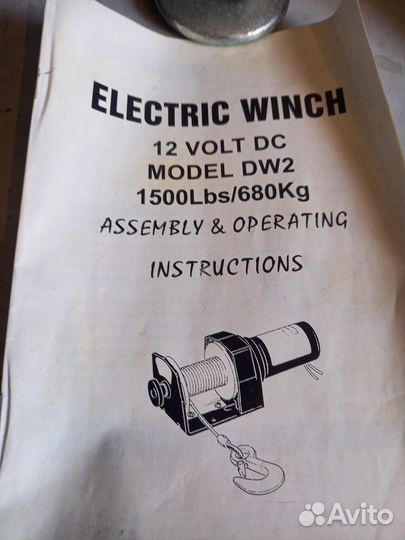 ELECTRIC WINCH
12 VOLT DC
MODEL DW2
1500Lbs/680Kg
ASSEMBLY & OPERATING
INSTRUCTIONS
Avito